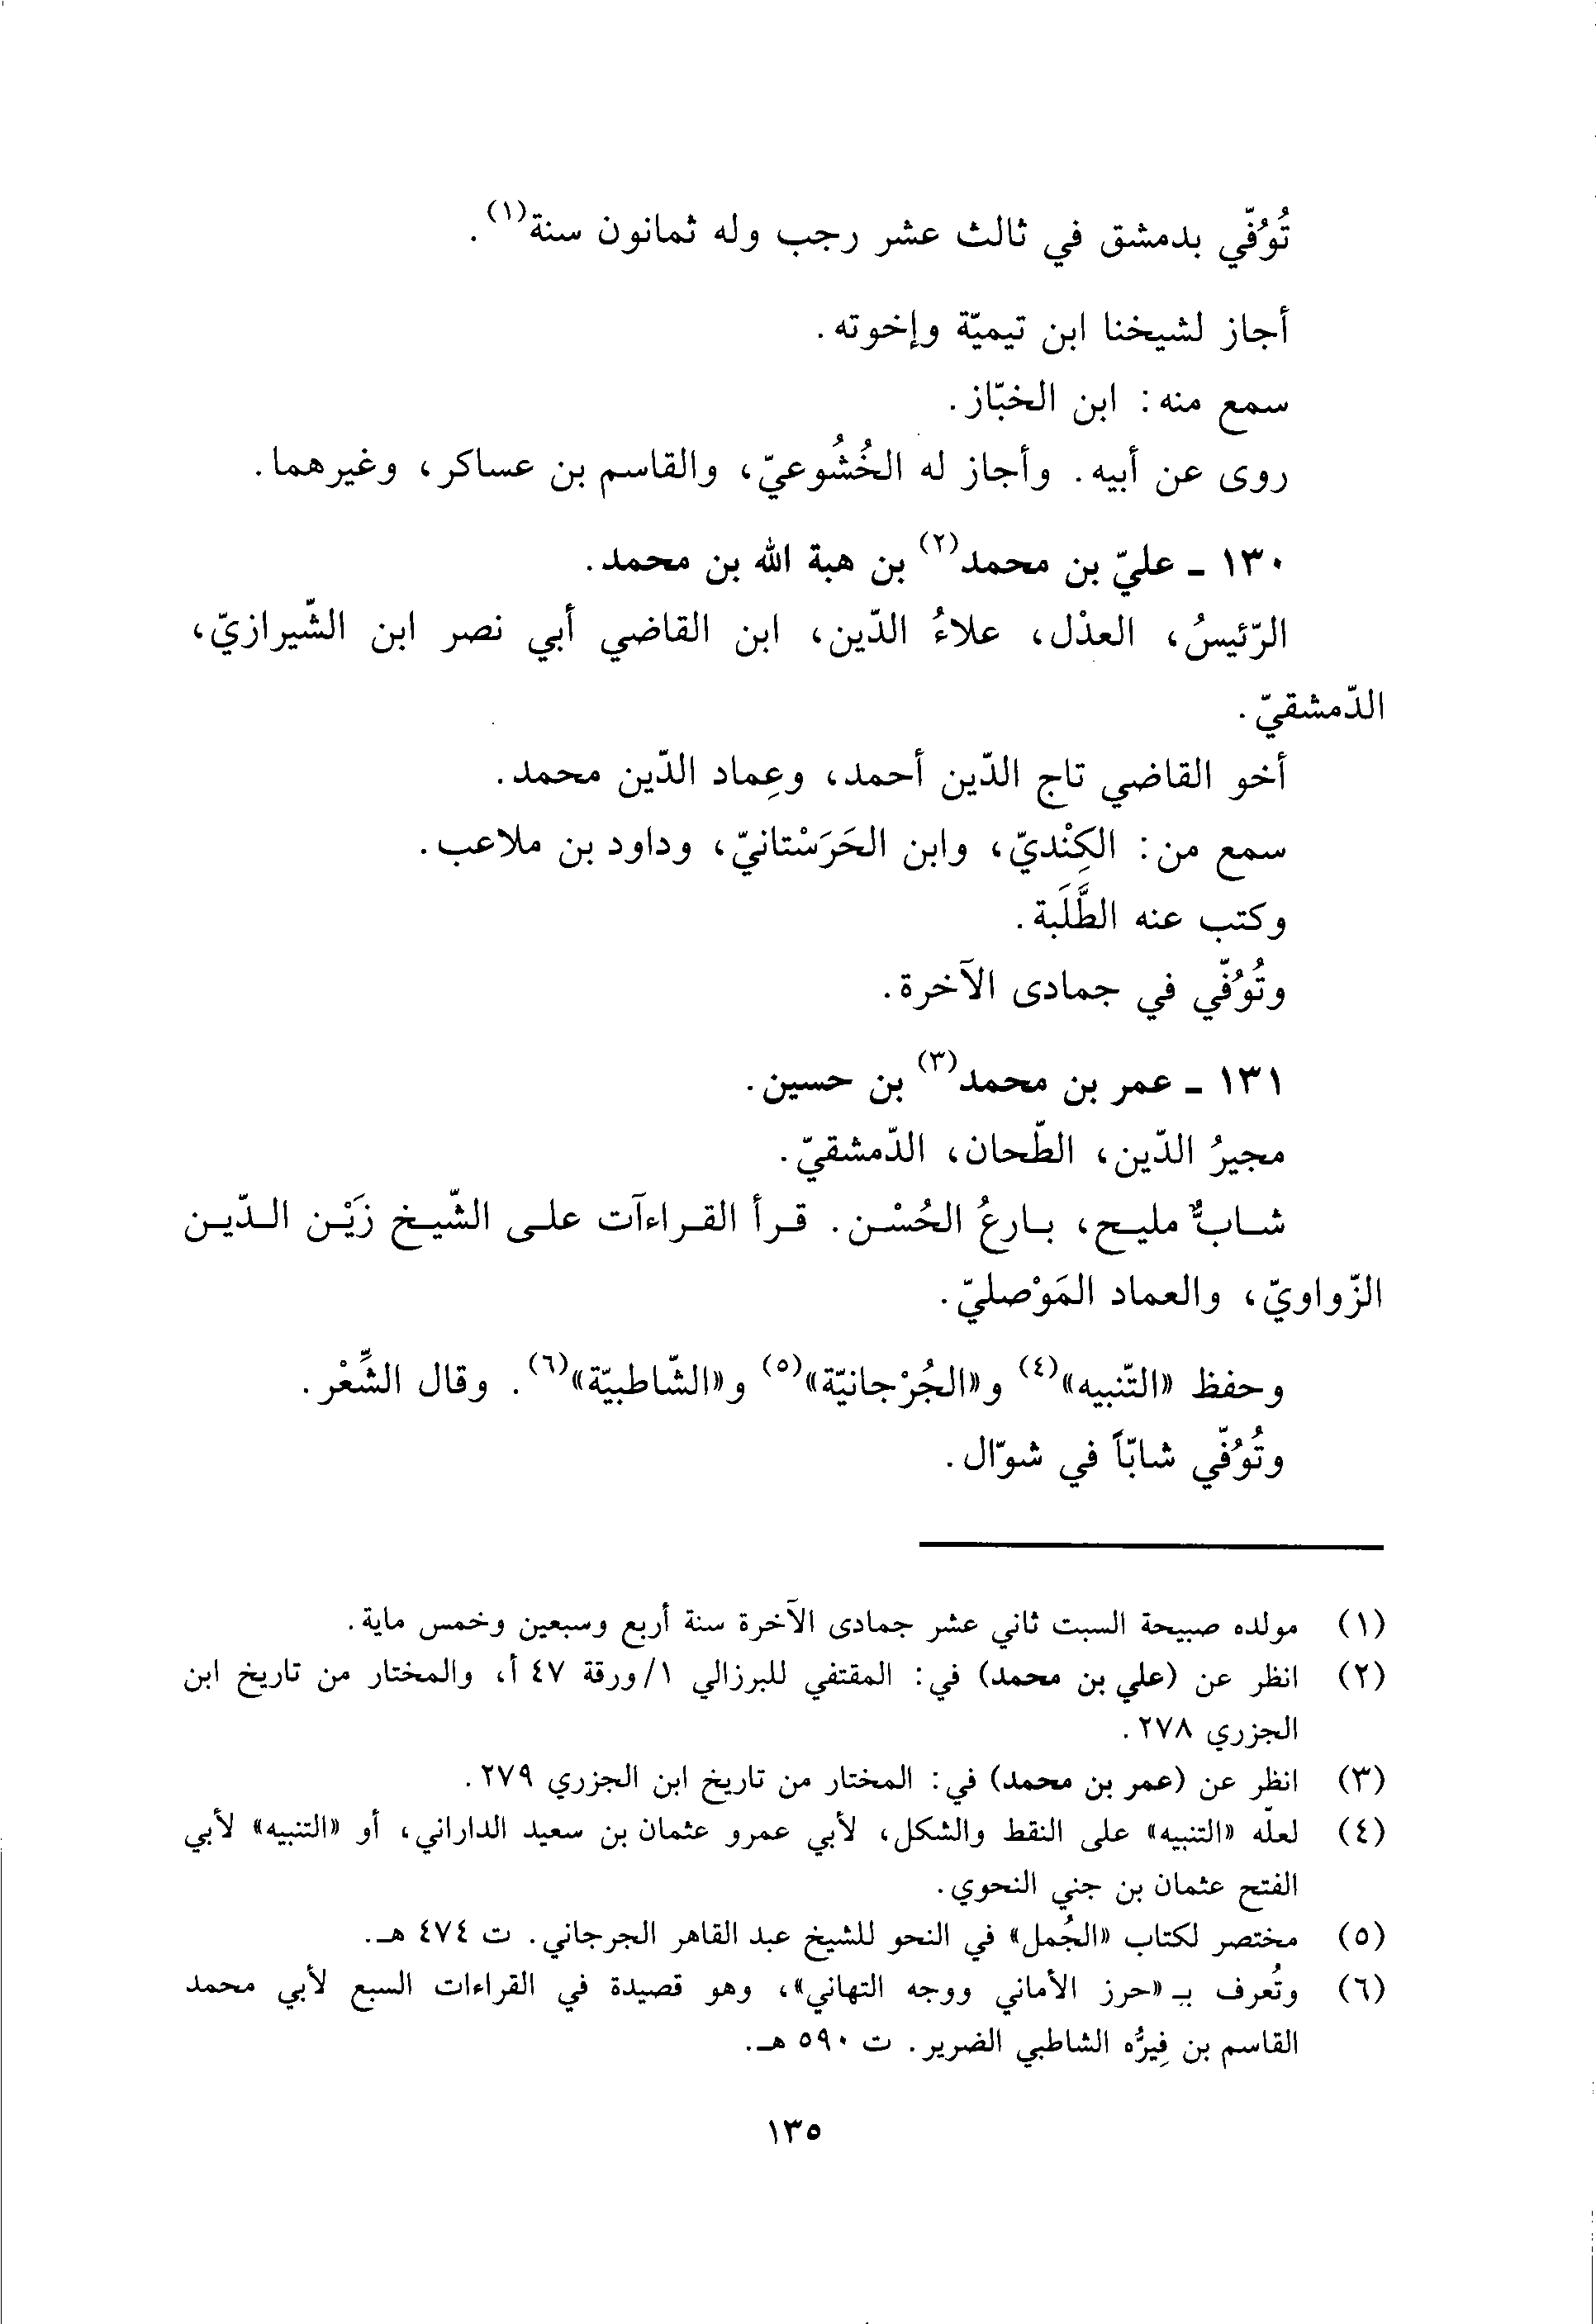 تُوُفّي بدمشق في ثالث عشر رجب وله ثمانون سنة(١).
أجاز لشيخنا ابن تيميّة وإخوته.
سمع منه: ابن الخبّاز.
روى عن أبيه. وأجاز له الخُشُوعيّ، والقاسم بن عساكر، وغيرهما.
١٣٠ - عليّ بن محمد(٢) بن هبة الله بن محمد.
الرّئيسُ، العذْل، علاءُ الدّين، ابن القاضي أبي نصر ابن الشّيرازيّ،
الدّمشقيّ.
أخو القاضي تاج الدّين أحمد، وعِماد الدّين محمد.
سمع من: الكِنْديّ، وابن الحَرَسْتانيّ، وداود بن ملاعب.
وكتب عنه الطَّلَبة.
وتُوُفّي في جمادى الآخرة.
١٣١ - عمر بن محمد(٣) بن حسين.
مجيرُ الدّين، الطّحان، الدّمشقيّ.
شابٌّ مليح، بارعُ الحُسْن. قرأ القراءآت على الشّيخ زَيْن الدّين
الزّواويّ، والعماد المَوْصليّ.
وحفظ «التّنبيه»(٤) و«الجُرْجانيّة»(٥) و«الشّاطبيّة»(٦). وقال الشِّعْر.
وتُوُفّي شابّاً في شوّال.
(١) مولده صبيحة السبت ثاني عشر جمادى الآخرة سنة أربع وسبعين وخمس ماية.
(٢) انظر عن (علي بن محمد) في: المقتفي للبرزالي ١/ورقة ٤٧ أ، والمختار من تاريخ ابن
الجزري ٢٧٨.
(٣) انظر عن (عمر بن محمد) في: المختار من تاريخ ابن الجزري ٢٧٩.
(٤) لعلّه «التنبيه» على النقط والشكل، لأبي عمرو عثمان بن سعيد الداراني، أو «التنبيه» لأبي
الفتح عثمان بن جني النحوي.
(٥) مختصر لكتاب «الجُمل» في النحو للشيخ عبد القاهر الجرجاني. ت ٤٧٤ هـ.
(٦) وتُعرف بـ «حرز الأماني ووجه التهاني»، وهو قصيدة في القراءات السبع لأبي محمد
القاسم بن فِيرُّه الشاطبي الضرير. ت ٥٩٠ هـ.
١٣٥